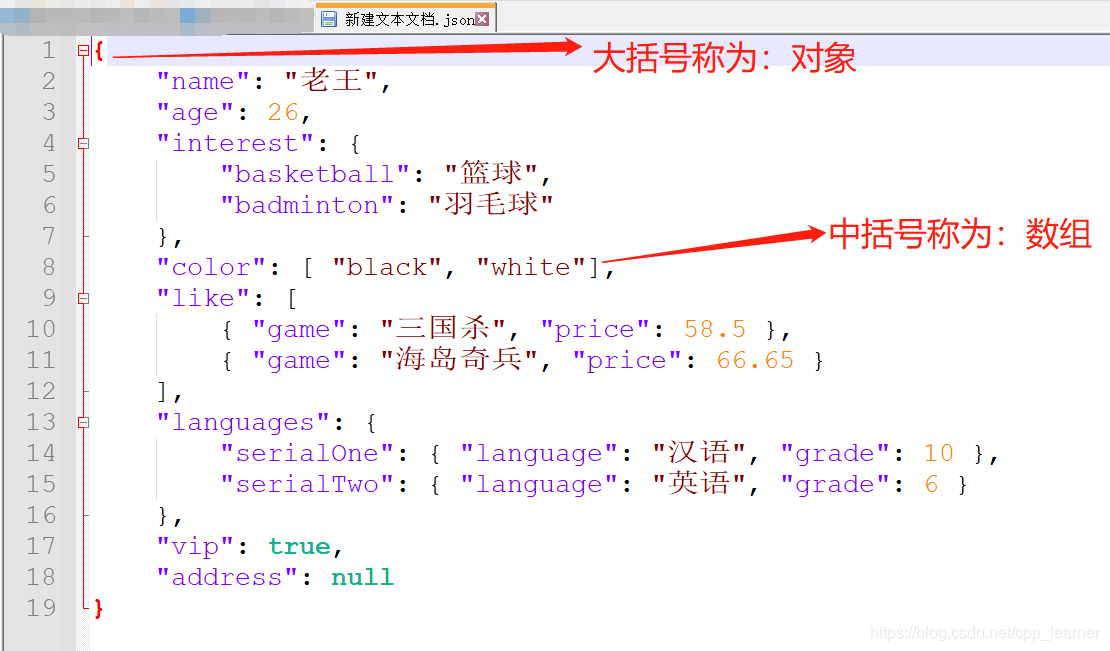 新建文本文档.json
1 {
大括号称为：对象
2 "name": "老王",
3 "age": 26,
4 "interest": {
5 "basketball": "篮球",
6 "badminton": "羽毛球"
7 },
中括号称为：数组
8 "color": [ "black", "white"],
9 "like": [
10 { "game": "三国杀", "price": 58.5 },
11 { "game": "海岛奇兵", "price": 66.65 }
12 ],
13 "languages": {
14 "serialOne": { "language": "汉语", "grade": 10 },
15 "serialTwo": { "language": "英语", "grade": 6 }
16 },
17 "vip": true,
18 "address": null
19 }
https://blog.csdn.net/cpp_learner